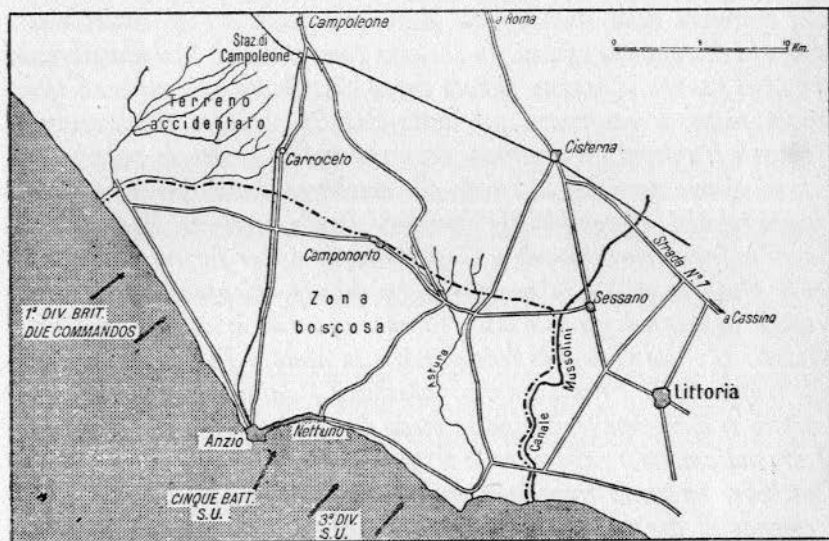 Campoleone
a Roma
Staz. di
Campoleone
0 5 10 Km.
Terreno
accidentato
Carroceto
Cisterna
Camponorto
Strada N° 7
Zona
boscosa
Sessano
a Cassino
1ª DIV. BRIT.
DUE COMMANDOS
Astura
Mussolini
Littoria
Anzio
Nettuno
Canale
CINQUE BATT.
S.U.
3ª DIV.
S.U.